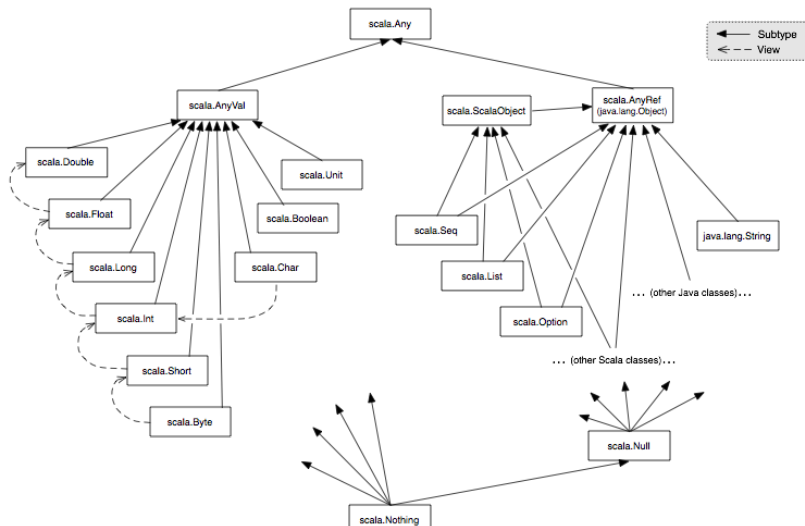 scala.Any
Subtype
View
scala.AnyVal
scala.ScalaObject
scala.AnyRef
(java.lang.Object)
scala.Double
scala.Unit
scala.Float
scala.Boolean
scala.Seq
java.lang.String
scala.Long
scala.Char
scala.List
... (other Java classes)...
scala.Int
scala.Option
scala.Short
... (other Scala classes)...
scala.Byte
scala.Null
scala.Nothing